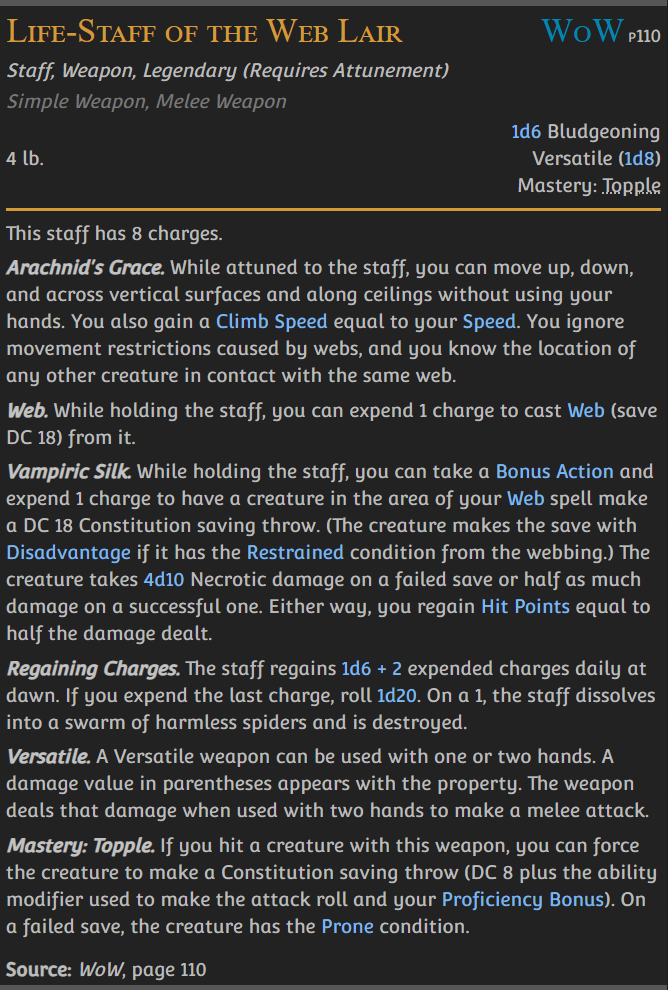 Life-Staff of the Web Lair WoW p110
Staff, Weapon, Legendary (Requires Attunement)
Simple Weapon, Melee Weapon
1d6 Bludgeoning
4 lb. Versatile (1d8)
Mastery: Topple
This staff has 8 charges.
Arachnid's Grace. While attuned to the staff, you can move up, down,
and across vertical surfaces and along ceilings without using your
hands. You also gain a Climb Speed equal to your Speed. You ignore
movement restrictions caused by webs, and you know the location of
any other creature in contact with the same web.
Web. While holding the staff, you can expend 1 charge to cast Web (save
DC 18) from it.
Vampiric Silk. While holding the staff, you can take a Bonus Action and
expend 1 charge to have a creature in the area of your Web spell make
a DC 18 Constitution saving throw. (The creature makes the save with
Disadvantage if it has the Restrained condition from the webbing.) The
creature takes 4d10 Necrotic damage on a failed save or half as much
damage on a successful one. Either way, you regain Hit Points equal to
half the damage dealt.
Regaining Charges. The staff regains 1d6 + 2 expended charges daily at
dawn. If you expend the last charge, roll 1d20. On a 1, the staff dissolves
into a swarm of harmless spiders and is destroyed.
Versatile. A Versatile weapon can be used with one or two hands. A
damage value in parentheses appears with the property. The weapon
deals that damage when used with two hands to make a melee attack.
Mastery: Topple. If you hit a creature with this weapon, you can force
the creature to make a Constitution saving throw (DC 8 plus the ability
modifier used to make the attack roll and your Proficiency Bonus). On
a failed save, the creature has the Prone condition.
Source: WoW, page 110